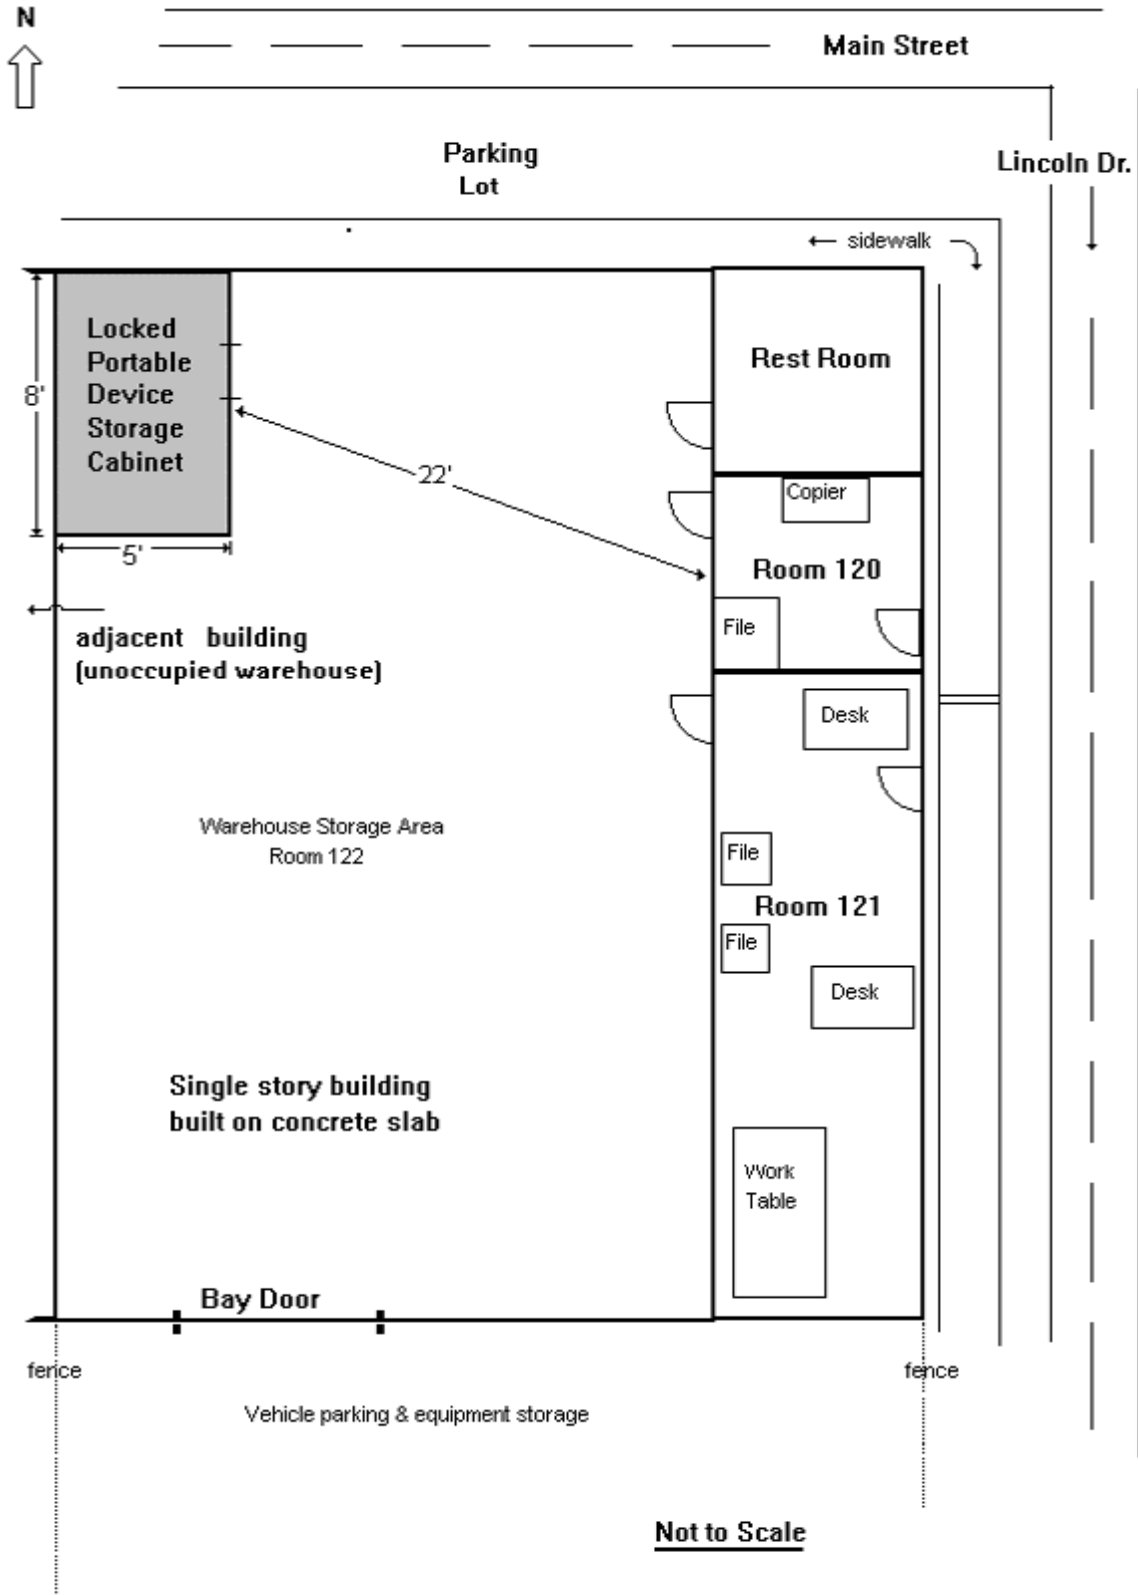 N
Main Street
Parking
Lot
Lincoln Dr.
sidewalk
Locked
Portable
Device
Storage
Cabinet
8'
5'
22'
Rest Room
Copier
Room 120
File
adjacent building
(unoccupied warehouse)
Desk
Warehouse Storage Area
Room 122
File
Room 121
File
Desk
Single story building
built on concrete slab
Work
Table
Bay Door
fence
fence
Vehicle parking & equipment storage
Not to Scale